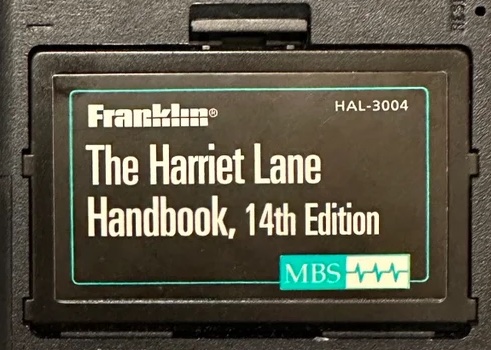 Franklin® HAL-3004
The Harriet Lane
Handbook, 14th Edition
MBS